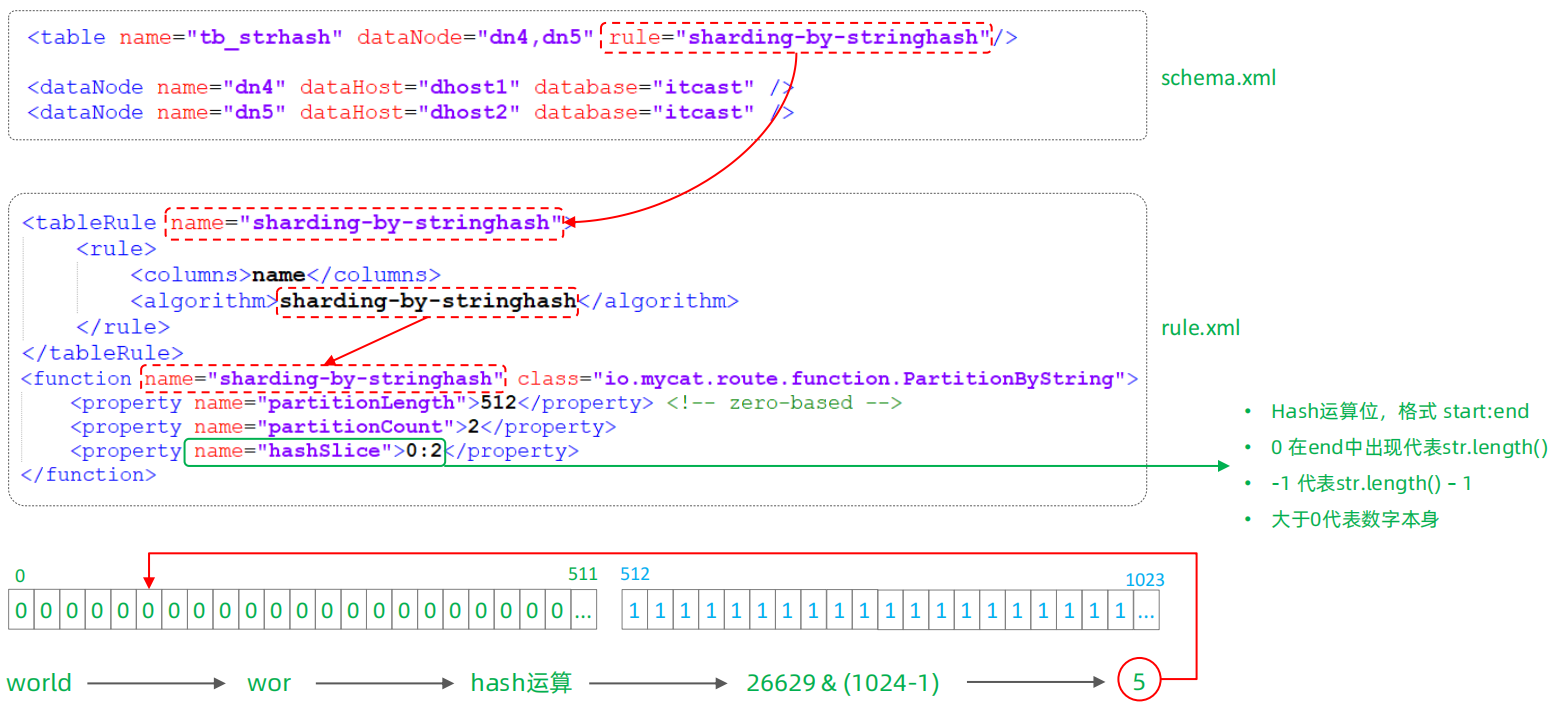 <table name="tb_strhash" dataNode="dn4,dn5" rule="sharding-by-stringhash"/>
<dataNode name="dn4" dataHost="dhost1" database="itcast" />
<dataNode name="dn5" dataHost="dhost2" database="itcast" />
schema.xml
<tableRule name="sharding-by-stringhash">
<rule>
<columns>name</columns>
<algorithm>sharding-by-stringhash</algorithm>
</rule>
</tableRule>
<function name="sharding-by-stringhash" class="io.mycat.route.function.PartitionByString">
<property name="partitionLength">512</property> <!-- zero-based -->
<property name="partitionCount">2</property>
<property name="hashSlice">0:2</property>
</function>
rule.xml
• Hash运算位，格式 start:end
• 0 在end中出现代表str.length()
• -1 代表str.length() – 1
• 大于0代表数字本身
0 511 512 1023
0 0 0 0 0 0 0 0 0 0 0 0 0 0 0 0 0 0 0 0 0 0 ... 1 1 1 1 1 1 1 1 1 1 1 1 1 1 1 1 1 1 1 1 ...
world wor hash运算 26629 & (1024-1) 5